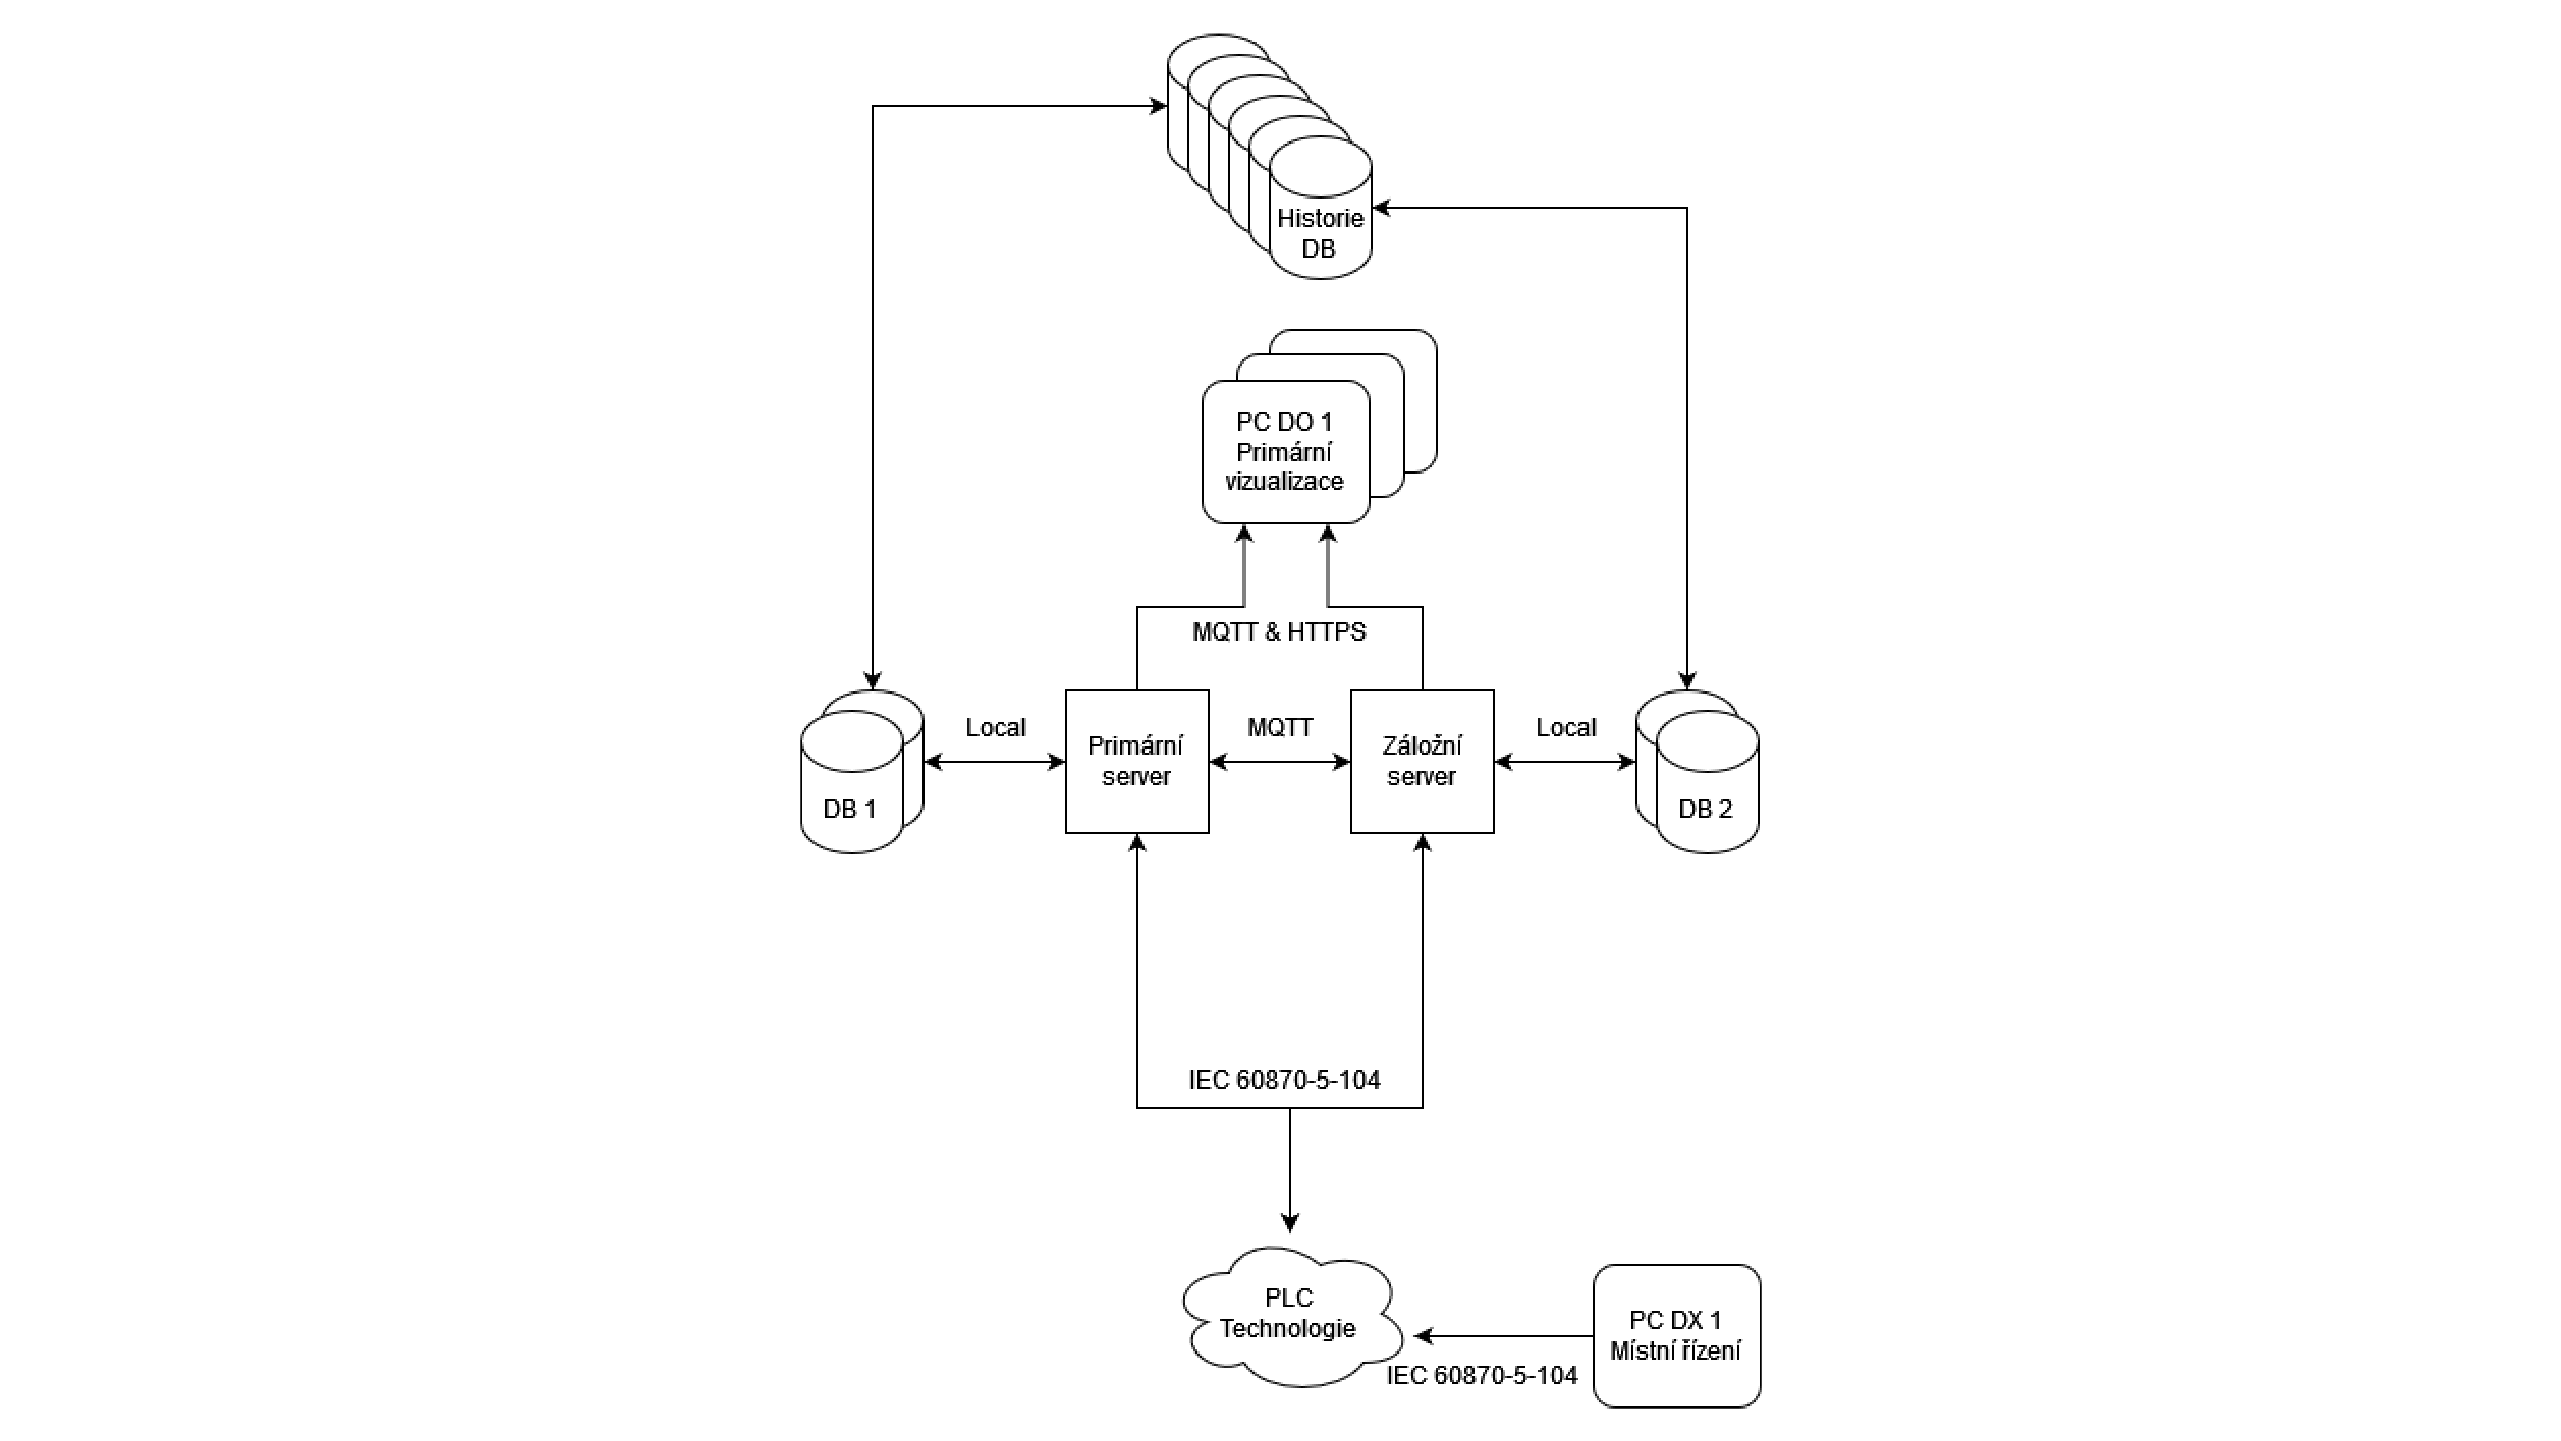 Historie
DB
PC DO 1
Primární
vizualizace
MQTT & HTTPS
Local
MQTT
Local
Primární
server
Záložní
server
DB 1
DB 2
IEC 60870-5-104
PLC
Technologie
PC DX 1
Místní řízení
IEC 60870-5-104